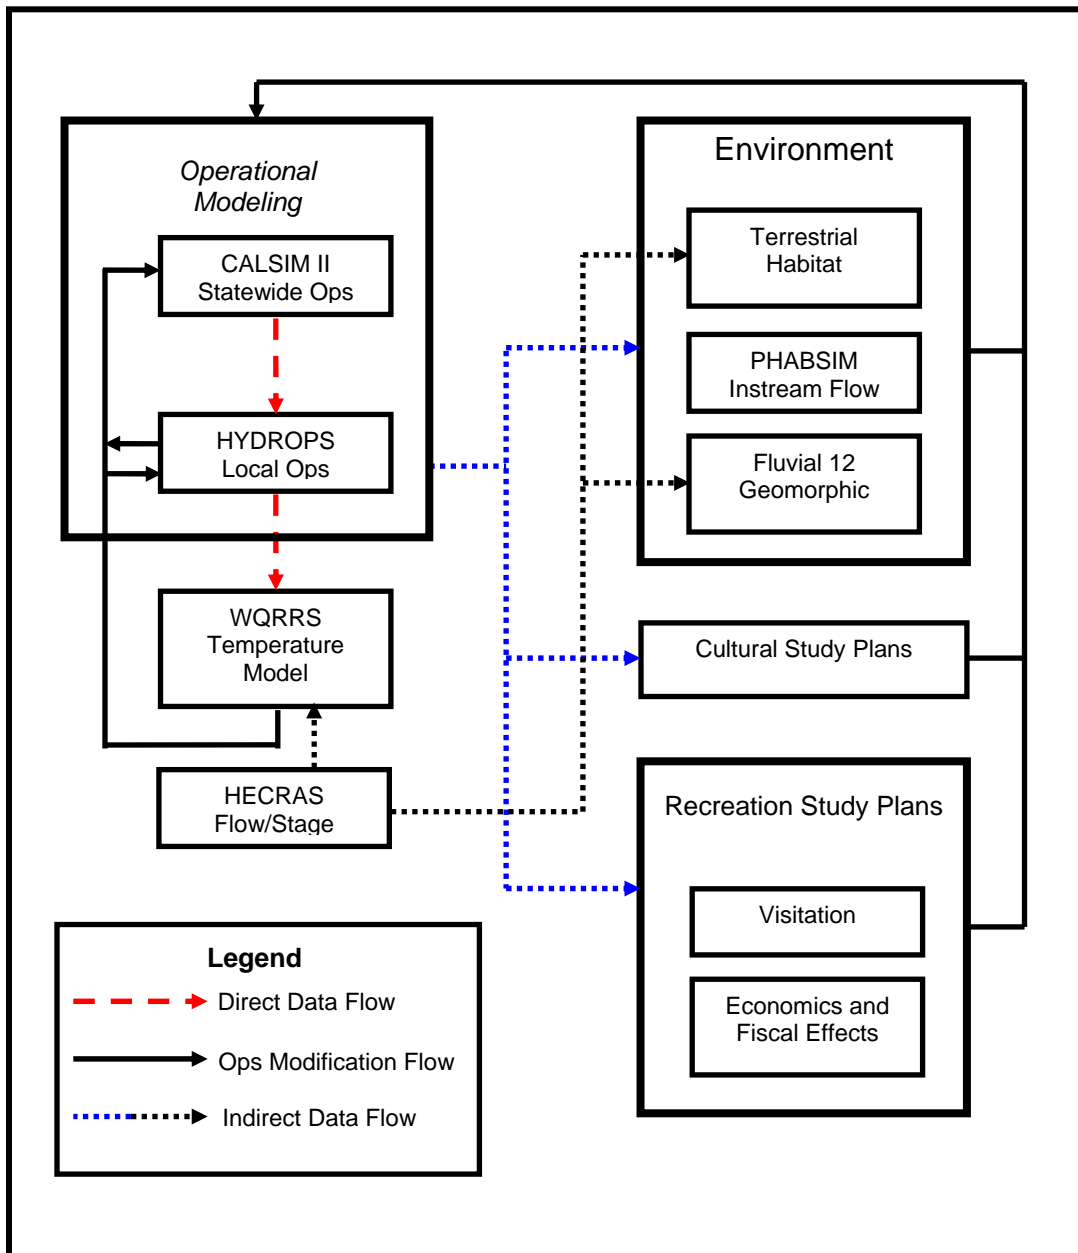 Operational
Modeling
CALSIM II
Statewide Ops
HYDROPS
Local Ops
WQRRS
Temperature
Model
HECRAS
Flow/Stage
Environment
Terrestrial
Habitat
PHABSIM
Instream Flow
Fluvial 12
Geomorphic
Cultural Study Plans
Recreation Study Plans
Visitation
Economics and
Fiscal Effects
Legend
Direct Data Flow
Ops Modification Flow
Indirect Data Flow